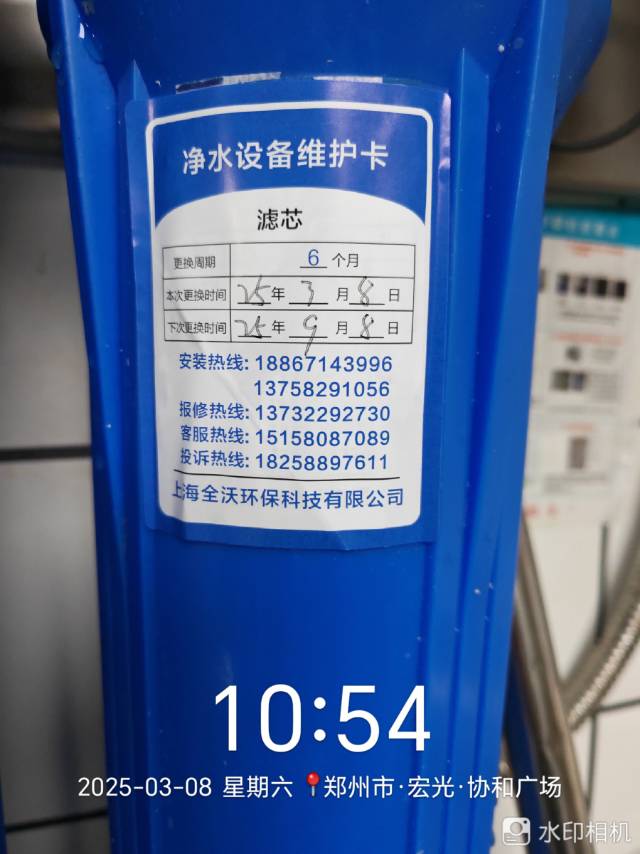 净水设备维护卡
滤芯
更换周期 6 个月
本次更换时间 25 年 3 月 8 日
下次更换时间 25 年 9 月 8 日
安装热线: 18867143996
13758291056
报修热线: 13732292730
客服热线: 15158087089
投诉热线: 18258897611
上海全沃环保科技有限公司
10:54
2025-03-08 星期六 郑州市·宏光·协和广场
水印相机